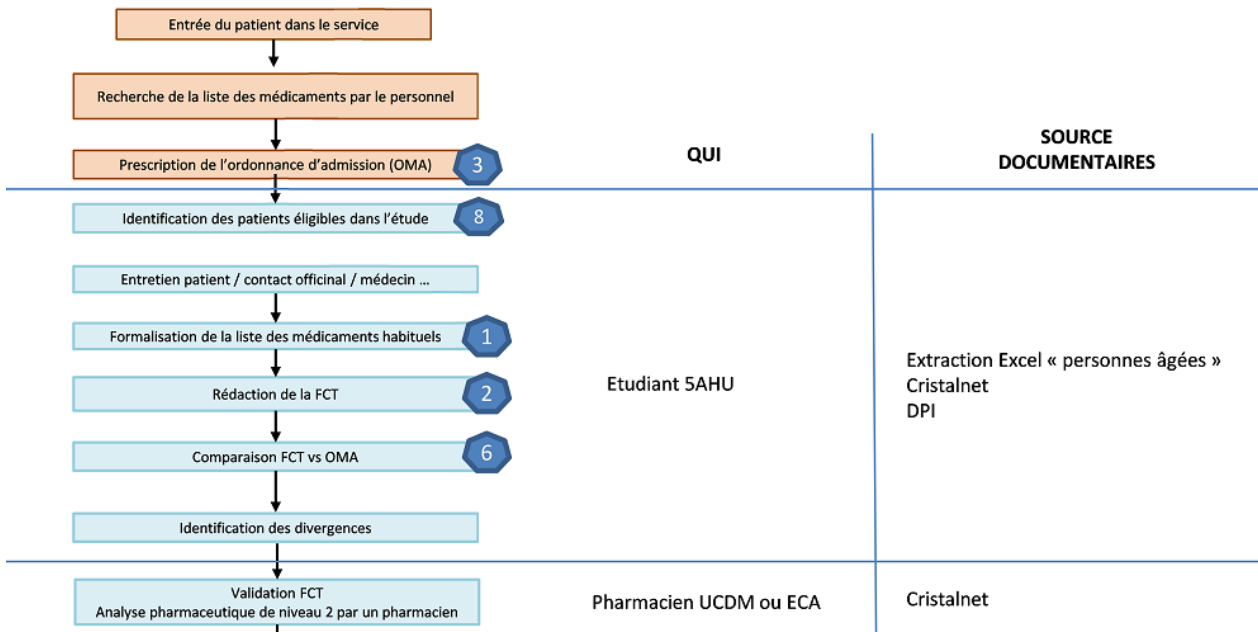 Entrée du patient dans le service
Recherche de la liste des médicaments par le personnel
Prescription de l'ordonnance d'admission (OMA)
3
QUI
SOURCE
DOCUMENTAIRES
Identification des patients éligibles dans l'étude
8
Entretien patient / contact officinal / médecin ...
Formalisation de la liste des médicaments habituels
1
Rédaction de la FCT
2
Comparaison FCT vs OMA
6
Identification des divergences
Etudiant 5AHU
Extraction Excel « personnes âgées »
Cristalnet
DPI
Validation FCT
Analyse pharmaceutique de niveau 2 par un pharmacien
Pharmacien UCDM ou ECA
Cristalnet